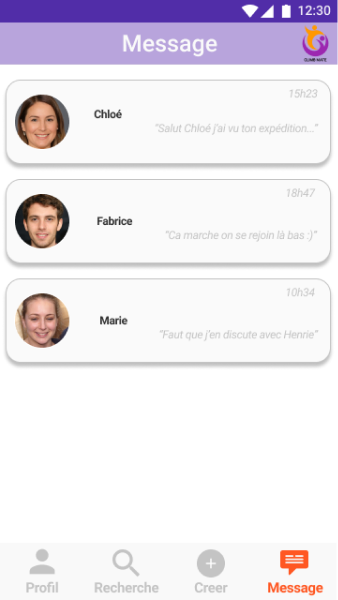 12:30
Message
CLIMB MATE
15h23
Chloé
"Salut Chloé j'ai vu ton expédition..."
18h47
Fabrice
"Ca marche on se rejoin là bas :)"
10h34
Marie
"Faut que j'en discute avec Henrie"
Profil
Recherche
Creer
Message